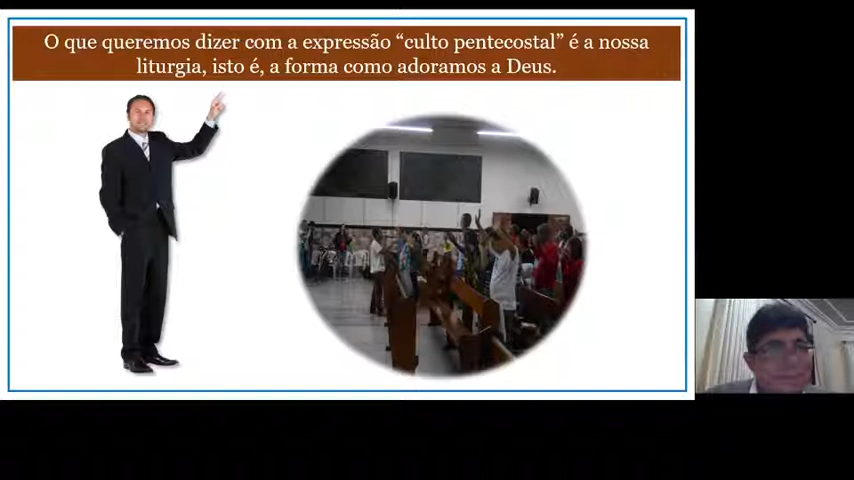 O que queremos dizer com a expressão “culto pentecostal” é a nossa
liturgia, isto é, a forma como adoramos a Deus.